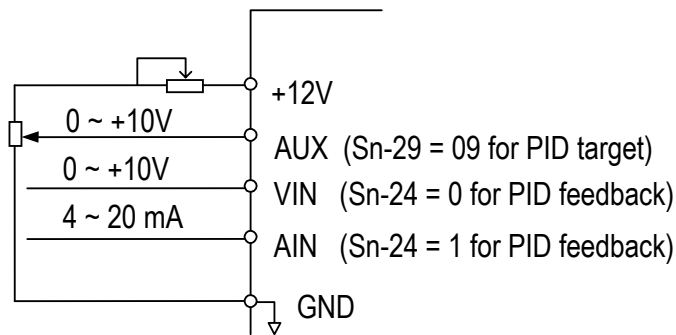 +12V
0 ~ +10V
AUX (Sn-29 = 09 for PID target)
0 ~ +10V
VIN (Sn-24 = 0 for PID feedback)
4 ~ 20 mA
AIN (Sn-24 = 1 for PID feedback)
GND